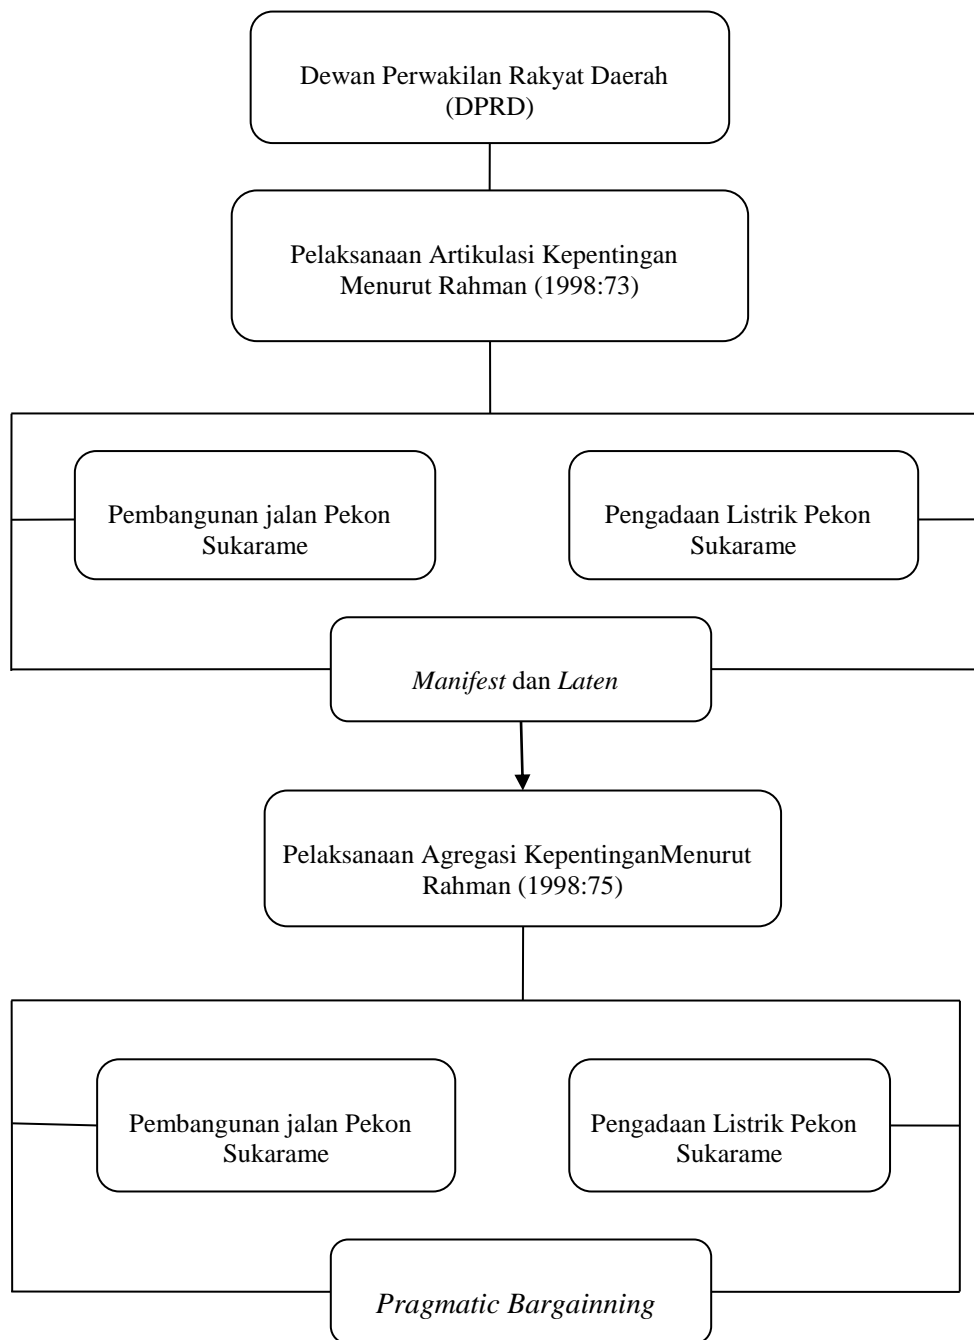 Dewan Perwakilan Rakyat Daerah
(DPRD)
Pelaksanaan Artikulasi Kepentingan
Menurut Rahman (1998:73)
Pembangunan jalan Pekon
Sukarame
Pengadaan Listrik Pekon
Sukarame
Manifest dan Laten
Pelaksanaan Agregasi KepentinganMenurut
Rahman (1998:75)
Pembangunan jalan Pekon
Sukarame
Pengadaan Listrik Pekon
Sukarame
Pragmatic Bargainning